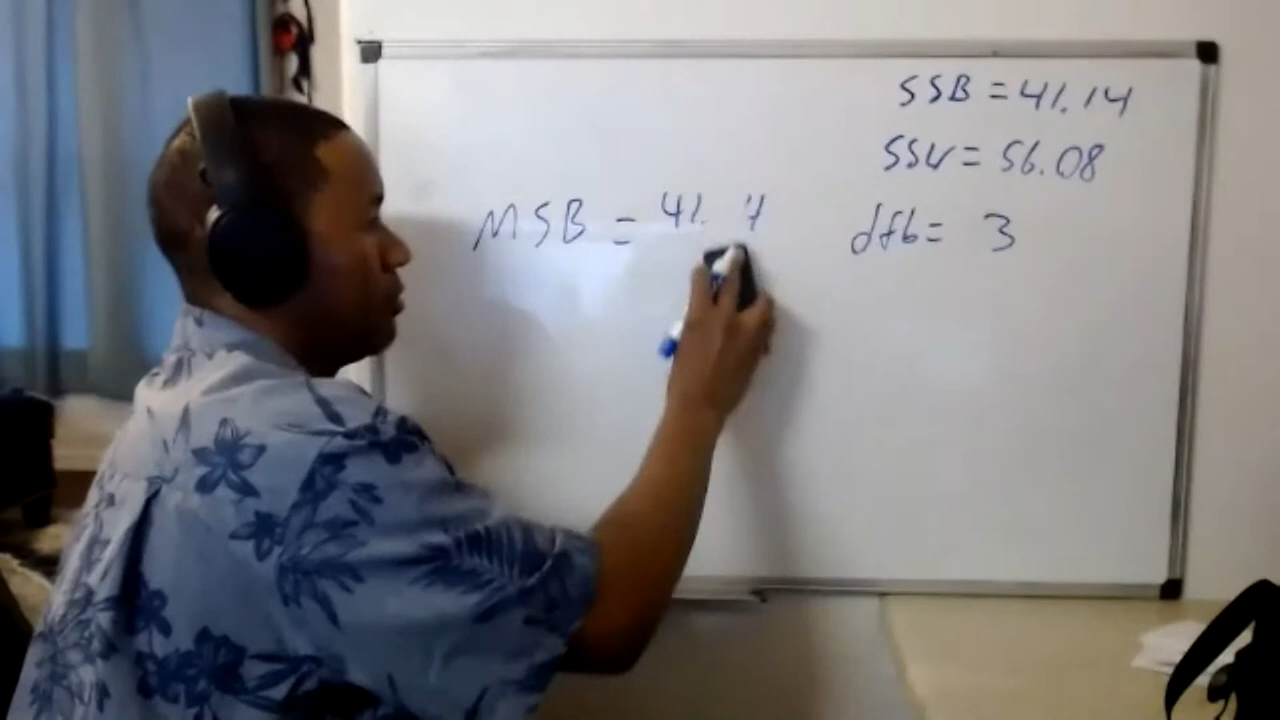 SSB = 41.14
SSW = 56.08
MSB = 41. 4
dfb = 3